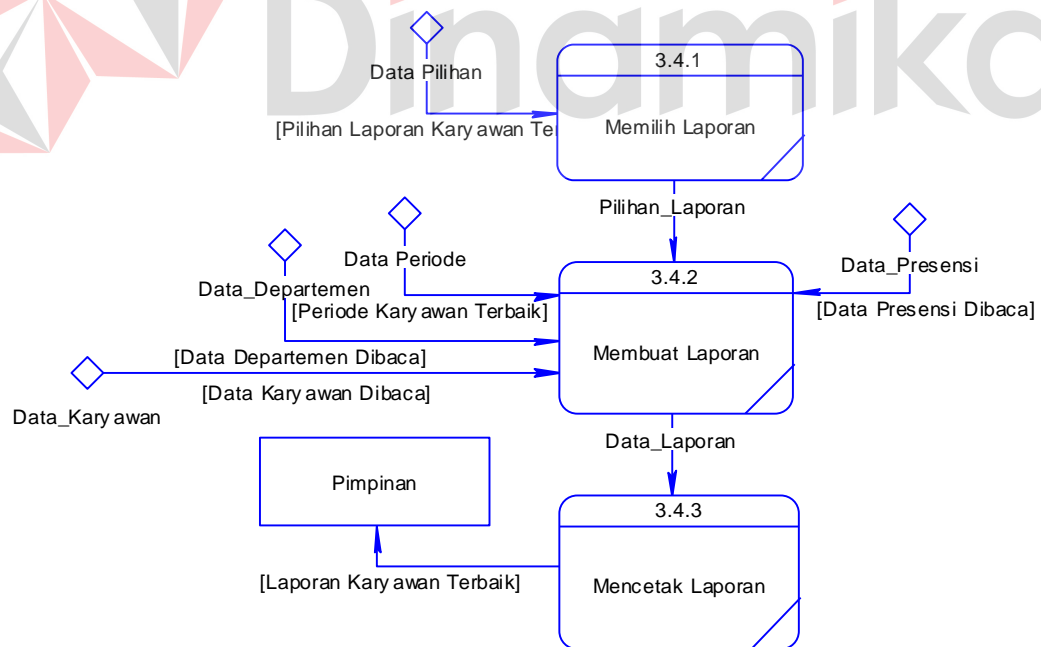 Dinamika
Data Pilihan
3.4.1
[Pilihan Laporan Karyawan Ter
Memilih Laporan
Pilihan_Laporan
Data Periode
Data_Presensi
3.4.2
Data_Departemen
[Periode Karyawan Terbaik]
[Data Presensi Dibaca]
[Data Departemen Dibaca]
Membuat Laporan
[Data Karyawan Dibaca]
Data_Karyawan
Data_Laporan
Pimpinan
3.4.3
[Laporan Karyawan Terbaik]
Mencetak Laporan